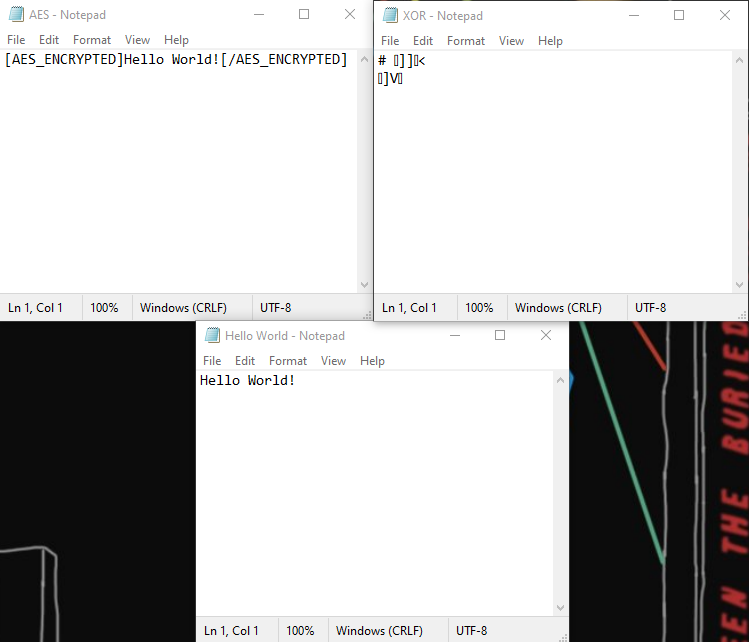 AES - Notepad
File Edit Format View Help
[AES_ENCRYPTED]Hello World![/AES_ENCRYPTED]
Ln 1, Col 1 100% Windows (CRLF) UTF-8
XOR - Notepad
File Edit Format View Help
# ▯]]▯<
▯]V▯
Ln 1, Col 1 100% Windows (CRLF) UTF-8
Hello World - Notepad
File Edit Format View Help
Hello World!
Ln 1, Col 1 100% Windows (CRLF) UTF-8
THE BURIED